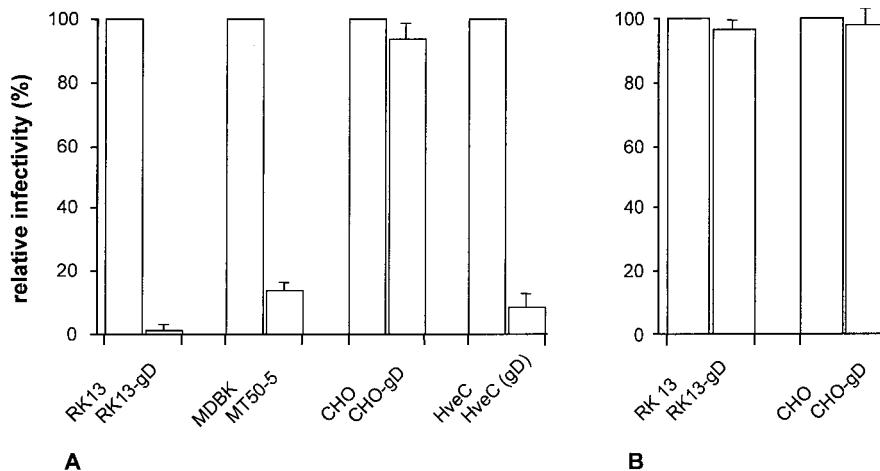 relative infectivity (%)
100
80
60
40
20
0
RK13
RK13-gD
MDBK
MT50-5
CHO
CHO-gD
HveC
HveC (gD)
A
100
80
60
40
20
0
RK 13
RK13-gD
CHO
CHO-gD
B